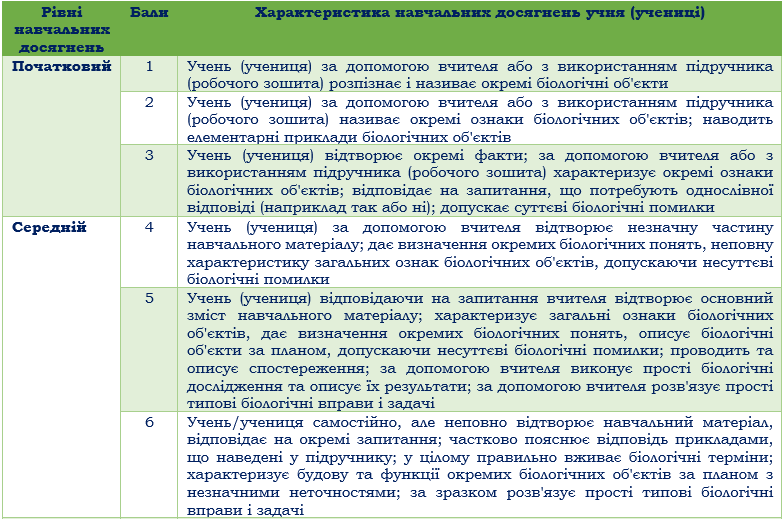 Рівні навчальних досягнень
Бали
Характеристика навчальних досягнень учня (учениці)
Початковий
1
Учень (учениця) за допомогою вчителя або з використанням підручника
(робочого зошита) розпізнає і називає окремі біологічні об'єкти
2
Учень (учениця) за допомогою вчителя або з використанням підручника
(робочого зошита) називає окремі ознаки біологічних об'єктів; наводить
елементарні приклади біологічних об'єктів
3
Учень (учениця) відтворює окремі факти; за допомогою вчителя або з
використанням підручника (робочого зошита) характеризує окремі ознаки
біологічних об'єктів; відповідає на запитання, що потребують однослівної
відповіді (наприклад так або ні); допускає суттєві біологічні помилки
Середній
4
Учень (учениця) за допомогою вчителя відтворює незначну частину
навчального матеріалу; дає визначення окремих біологічних понять, неповну
характеристику загальних ознак біологічних об'єктів, допускаючи несуттєві
біологічні помилки
5
Учень (учениця) відповідаючи на запитання вчителя відтворює основний
зміст навчального матеріалу; характеризує загальні ознаки біологічних
об'єктів, дає визначення окремих біологічних понять, описує біологічні
об'єкти за планом, допускаючи несуттєві біологічні помилки; проводить та
описує спостереження; за допомогою вчителя виконує прості біологічні
дослідження та описує їх результати; за допомогою вчителя розв'язує прості
типові біологічні вправи і задачі
6
Учень/учениця самостійно, але неповно відтворює навчальний матеріал,
відповідає на окремі запитання; частково пояснює відповідь прикладами,
що наведені у підручнику; у цілому правильно вживає біологічні терміни;
характеризує будову та функції окремих біологічних об'єктів за планом з
незначними неточностями; за зразком розв'язує прості типові біологічні
вправи і задачі